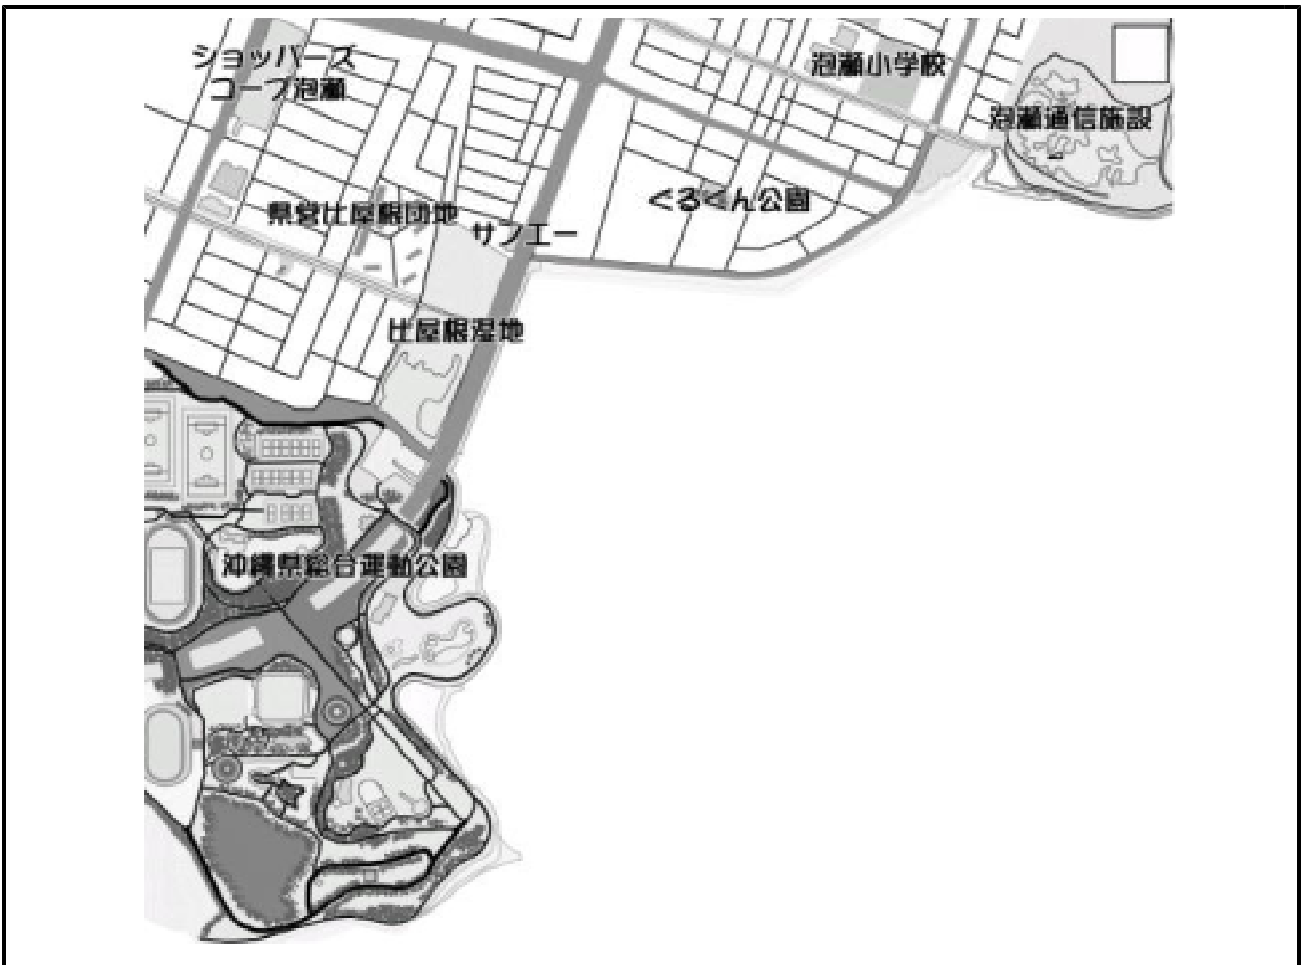 ショッパーズ
コープ泡瀬
泡瀬小学校
泡瀬通信施設
くるくん公園
県営比屋根団地
サンエー
比屋根湿地
沖縄県総合運動公園